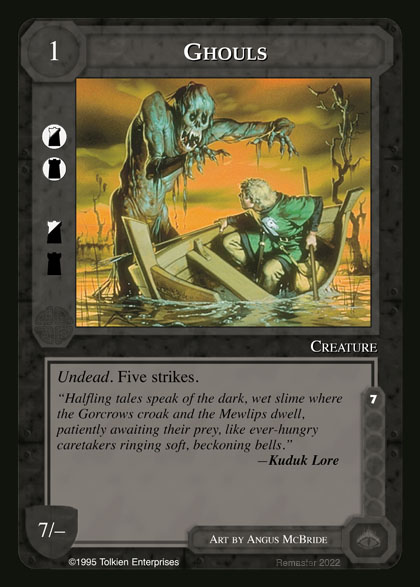 1
GHOULS
CREATURE
Undead. Five strikes.
“Halfling tales speak of the dark, wet slime where
the Gorcrows croak and the Mewlips dwell,
patiently awaiting their prey, like ever-hungry
caretakers ringing soft, beckoning bells.”
—Kuduk Lore
7
7/–
ART BY ANGUS MCBRIDE
©1995 Tolkien Enterprises
Remaster 2022